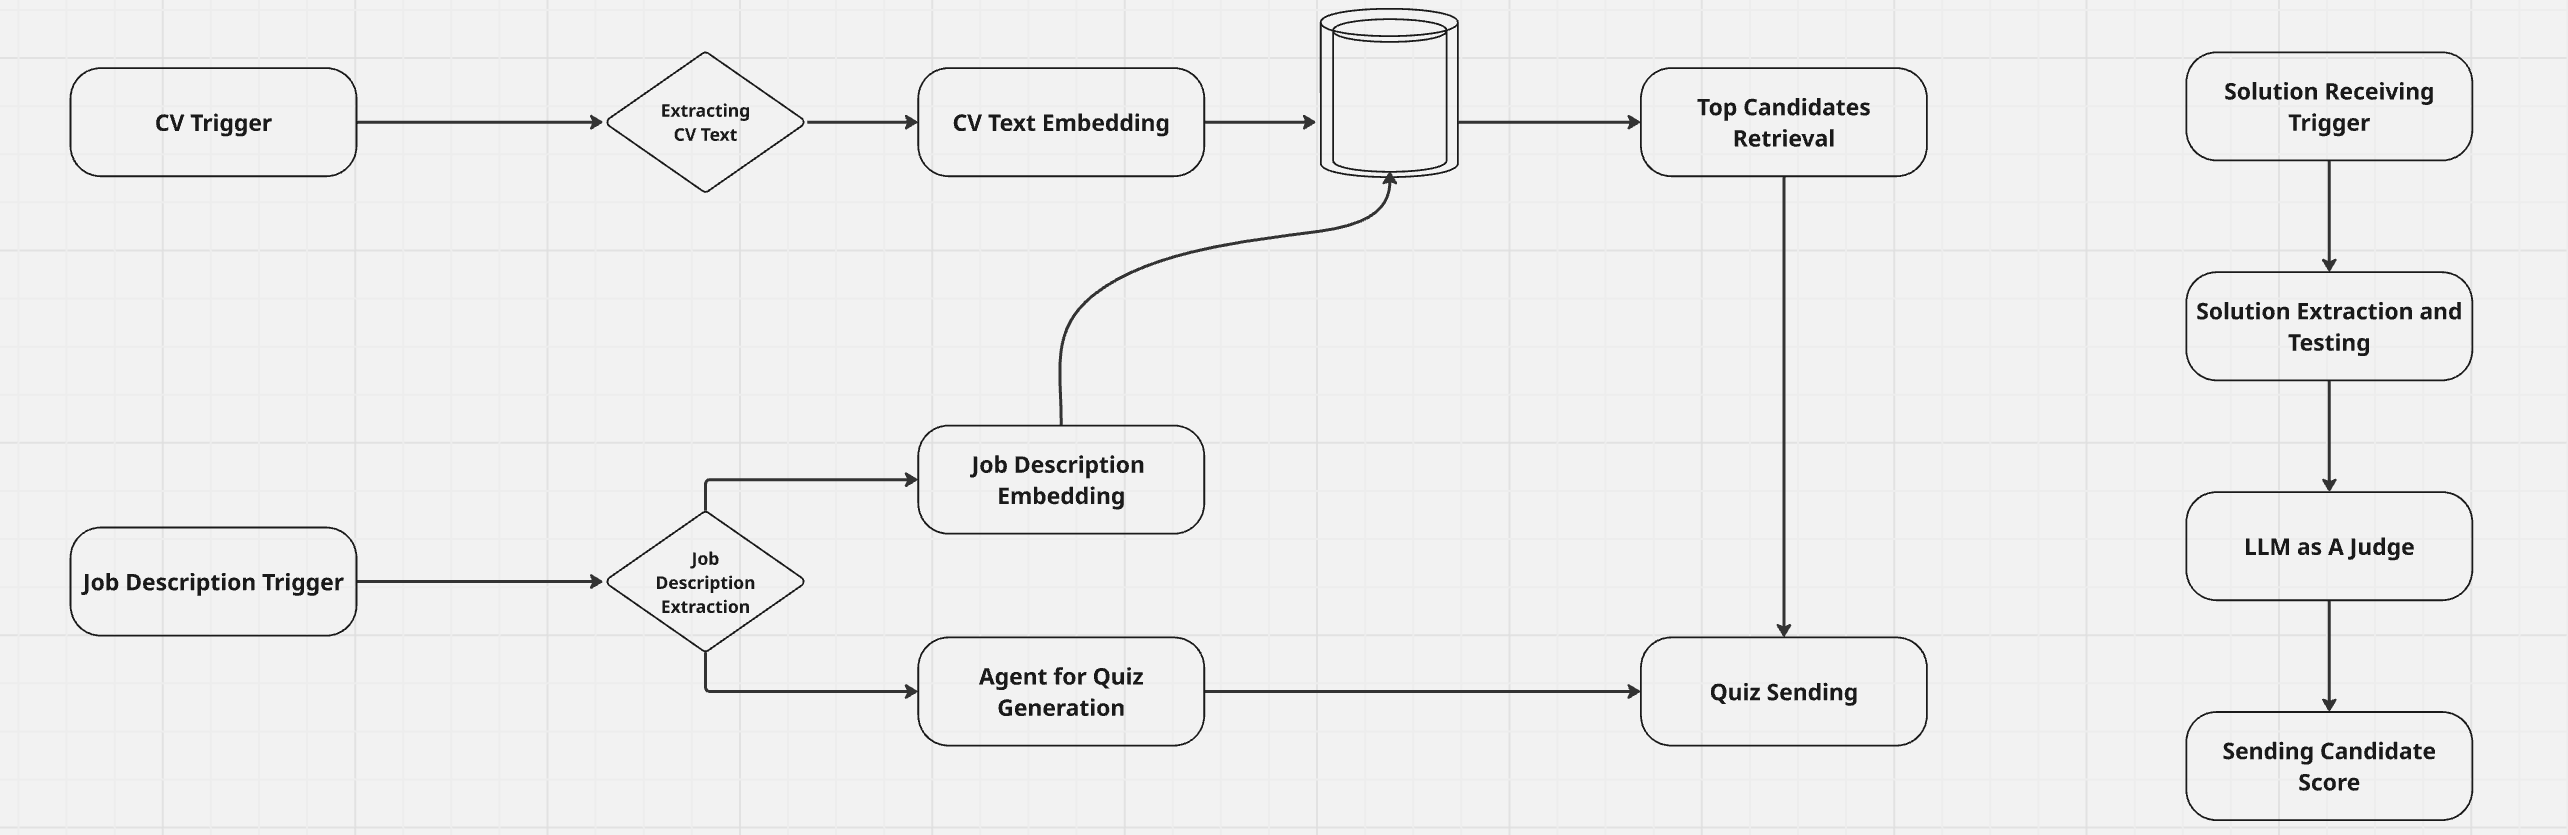 CV Trigger
Extracting
CV Text
CV Text Embedding
Top Candidates
Retrieval
Solution Receiving
Trigger
Solution Extraction and
Testing
Job Description
Embedding
Job Description Trigger
Job
Description
Extraction
LLM as A Judge
Agent for Quiz
Generation
Quiz Sending
Sending Candidate
Score